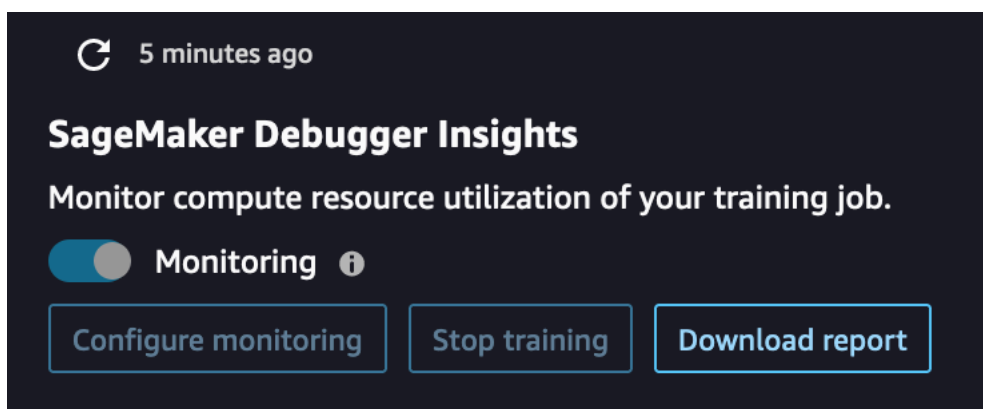 5 minutes ago
SageMaker Debugger Insights
Monitor compute resource utilization of your training job.
Monitoring
Configure monitoring Stop training Download report